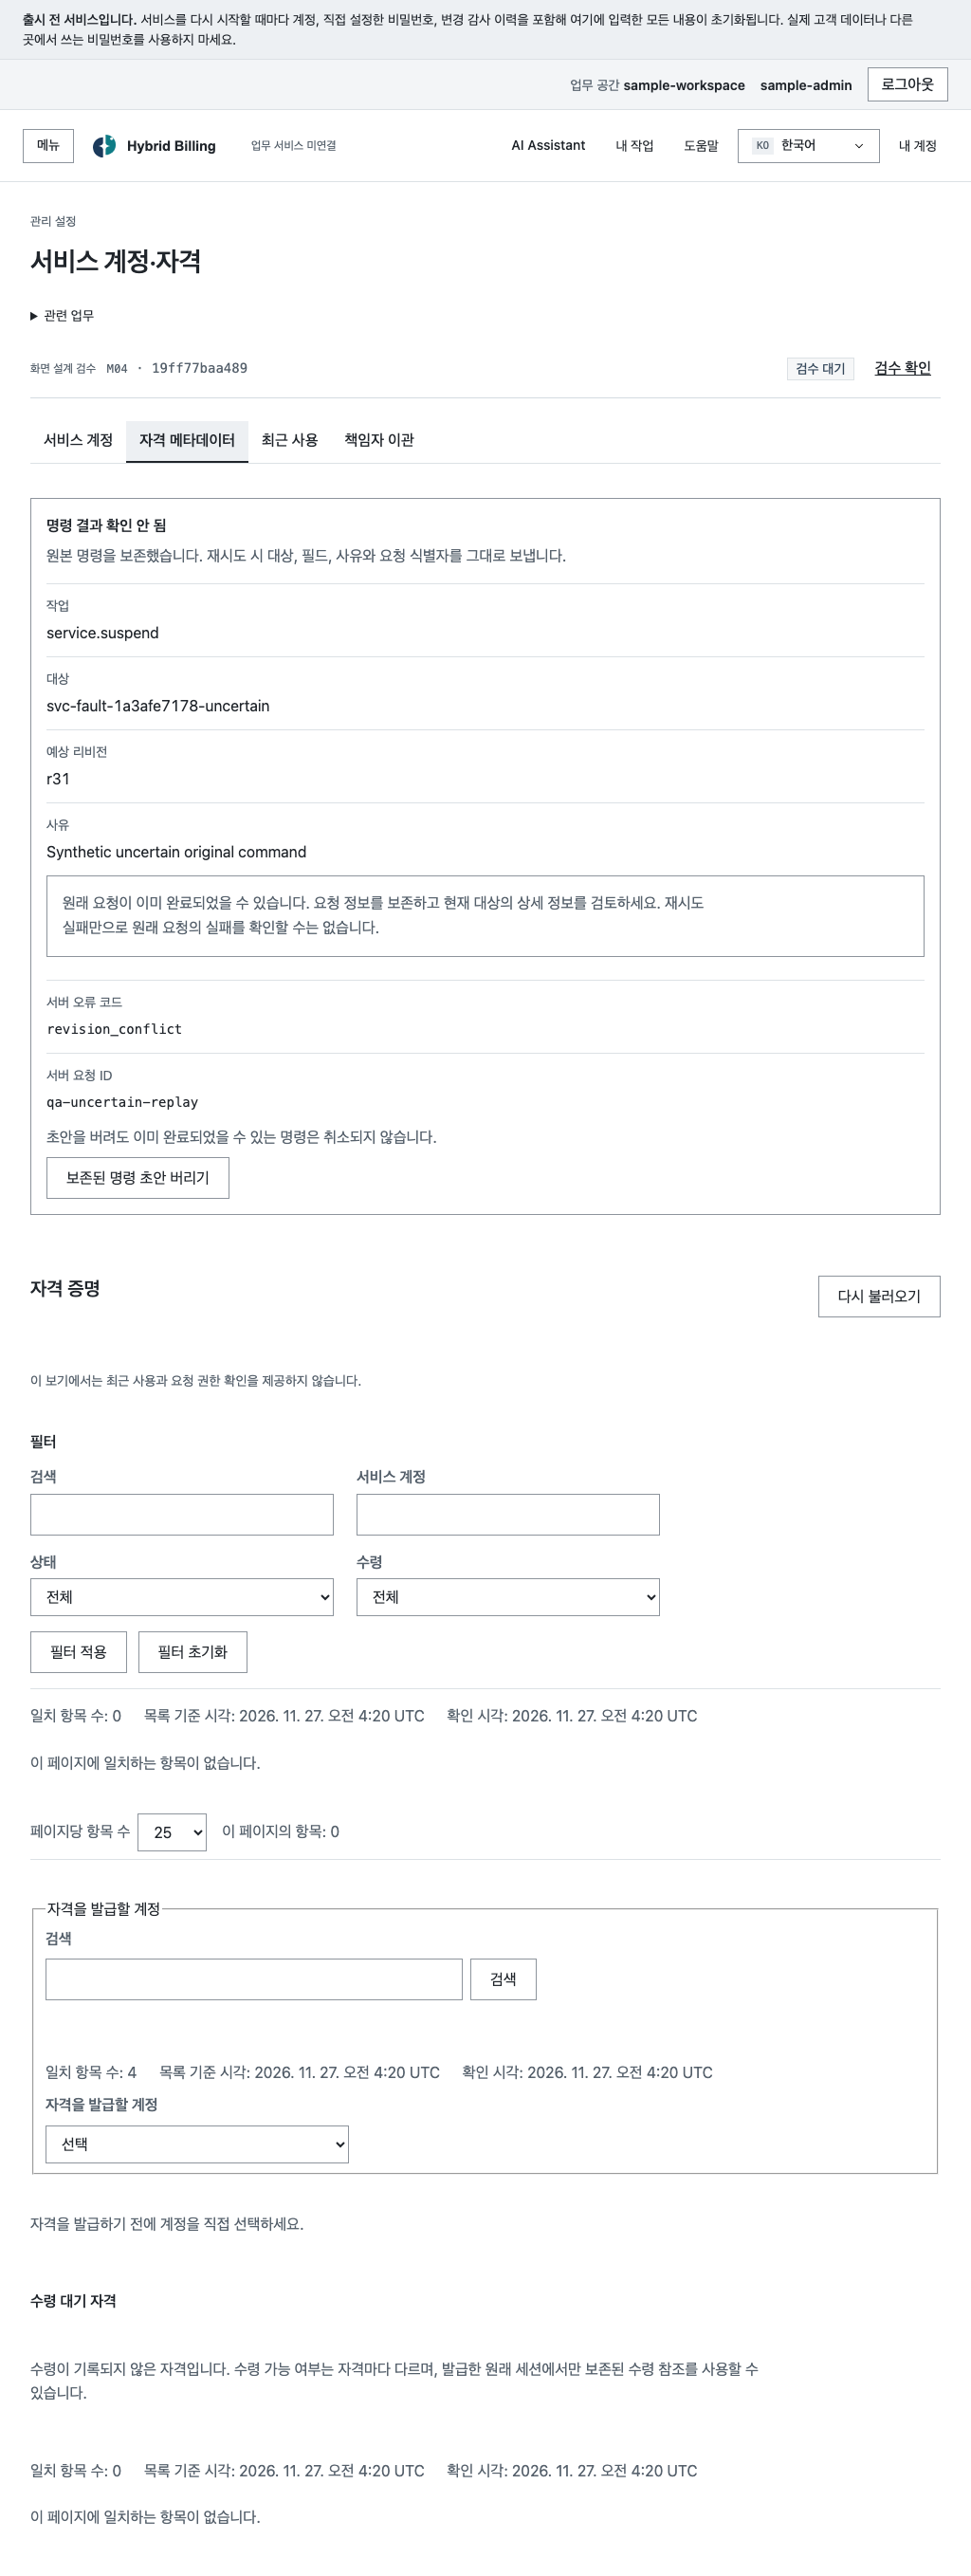 출시 전 서비스입니다. 서비스를 다시 시작할 때마다 계정, 직접 설정한 비밀번호, 변경 감사 이력을 포함해 여기에 입력한 모든 내용이 초기화됩니다. 실제 고객 데이터나 다른
곳에서 쓰는 비밀번호를 사용하지 마세요.
업무 공간 sample-workspace sample-admin 로그아웃
메뉴 Hybrid Billing 업무 서비스 미연결 AI Assistant 내 작업 도움말 KO 한국어 내 계정
관리 설정
서비스 계정·자격
▶ 관련 업무
화면 설계 검수 M04 · 19ff77baa489 검수 대기 검수 확인
서비스 계정 자격 메타데이터 최근 사용 책임자 이관
명령 결과 확인 안 됨
원본 명령을 보존했습니다. 재시도 시 대상, 필드, 사유와 요청 식별자를 그대로 보냅니다.
작업
service.suspend
대상
svc-fault-1a3afe7178-uncertain
예상 리비전
r31
사유
Synthetic uncertain original command
원래 요청이 이미 완료되었을 수 있습니다. 요청 정보를 보존하고 현재 대상의 상세 정보를 검토하세요. 재시도
실패만으로 원래 요청의 실패를 확인할 수는 없습니다.
서버 오류 코드
revision_conflict
서버 요청 ID
qa-uncertain-replay
초안을 버려도 이미 완료되었을 수 있는 명령은 취소되지 않습니다.
보존된 명령 초안 버리기
자격 증명 다시 불러오기
이 보기에서는 최근 사용과 요청 권한 확인을 제공하지 않습니다.
필터
검색 서비스 계정
상태 수령
전체 전체
필터 적용 필터 초기화
일치 항목 수: 0 목록 기준 시각: 2026. 11. 27. 오전 4:20 UTC 확인 시각: 2026. 11. 27. 오전 4:20 UTC
이 페이지에 일치하는 항목이 없습니다.
페이지당 항목 수 25 이 페이지의 항목: 0
자격을 발급할 계정
검색
검색
일치 항목 수: 4 목록 기준 시각: 2026. 11. 27. 오전 4:20 UTC 확인 시각: 2026. 11. 27. 오전 4:20 UTC
자격을 발급할 계정
선택
자격을 발급하기 전에 계정을 직접 선택하세요.
수령 대기 자격
수령이 기록되지 않은 자격입니다. 수령 가능 여부는 자격마다 다르며, 발급한 원래 세션에서만 보존된 수령 참조를 사용할 수
있습니다.
일치 항목 수: 0 목록 기준 시각: 2026. 11. 27. 오전 4:20 UTC 확인 시각: 2026. 11. 27. 오전 4:20 UTC
이 페이지에 일치하는 항목이 없습니다.